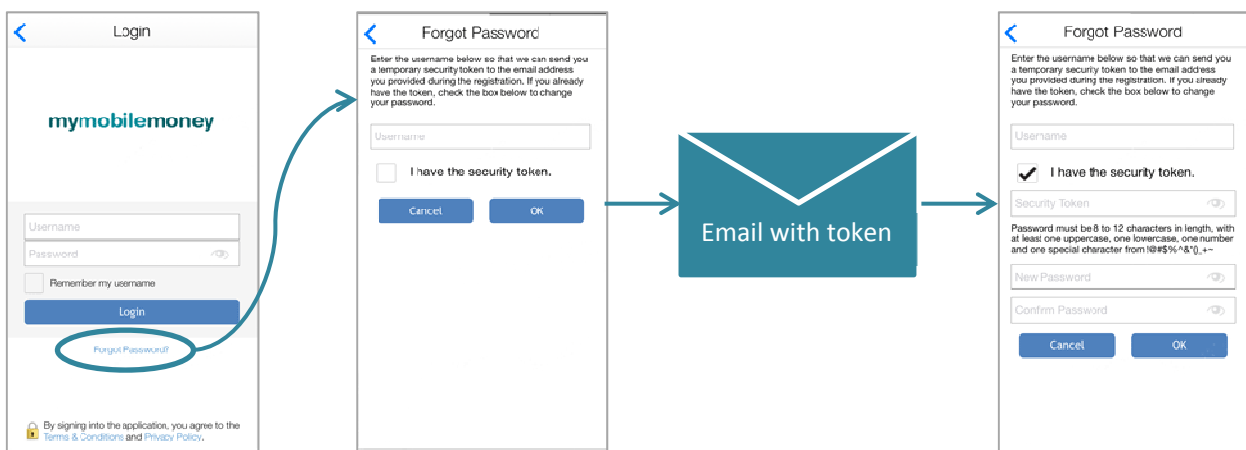 Login
mymobilemoney
Username
Password
Remember my username
Login
Forgot Password?
By signing into the application, you agree to the
Terms & Conditions and Privacy Policy.
Forgot Password
Enter the username below so that we can send you
a temporary security token to the email address
you provided during the registration. If you already
have the token, check the box below to change
your password.
Username
I have the security token.
Cancel
OK
Email with token
Forgot Password
Enter the username below so that we can send you
a temporary security token to the email address
you provided during the registration. If you already
have the token, check the box below to change
your password.
Username
I have the security token.
Security Token
Password must be 8 to 12 characters in length, with
at least one uppercase, one lowercase, one number
and one special character from !@#$%^&*()_+~
New Password
Confirm Password
Cancel
OK